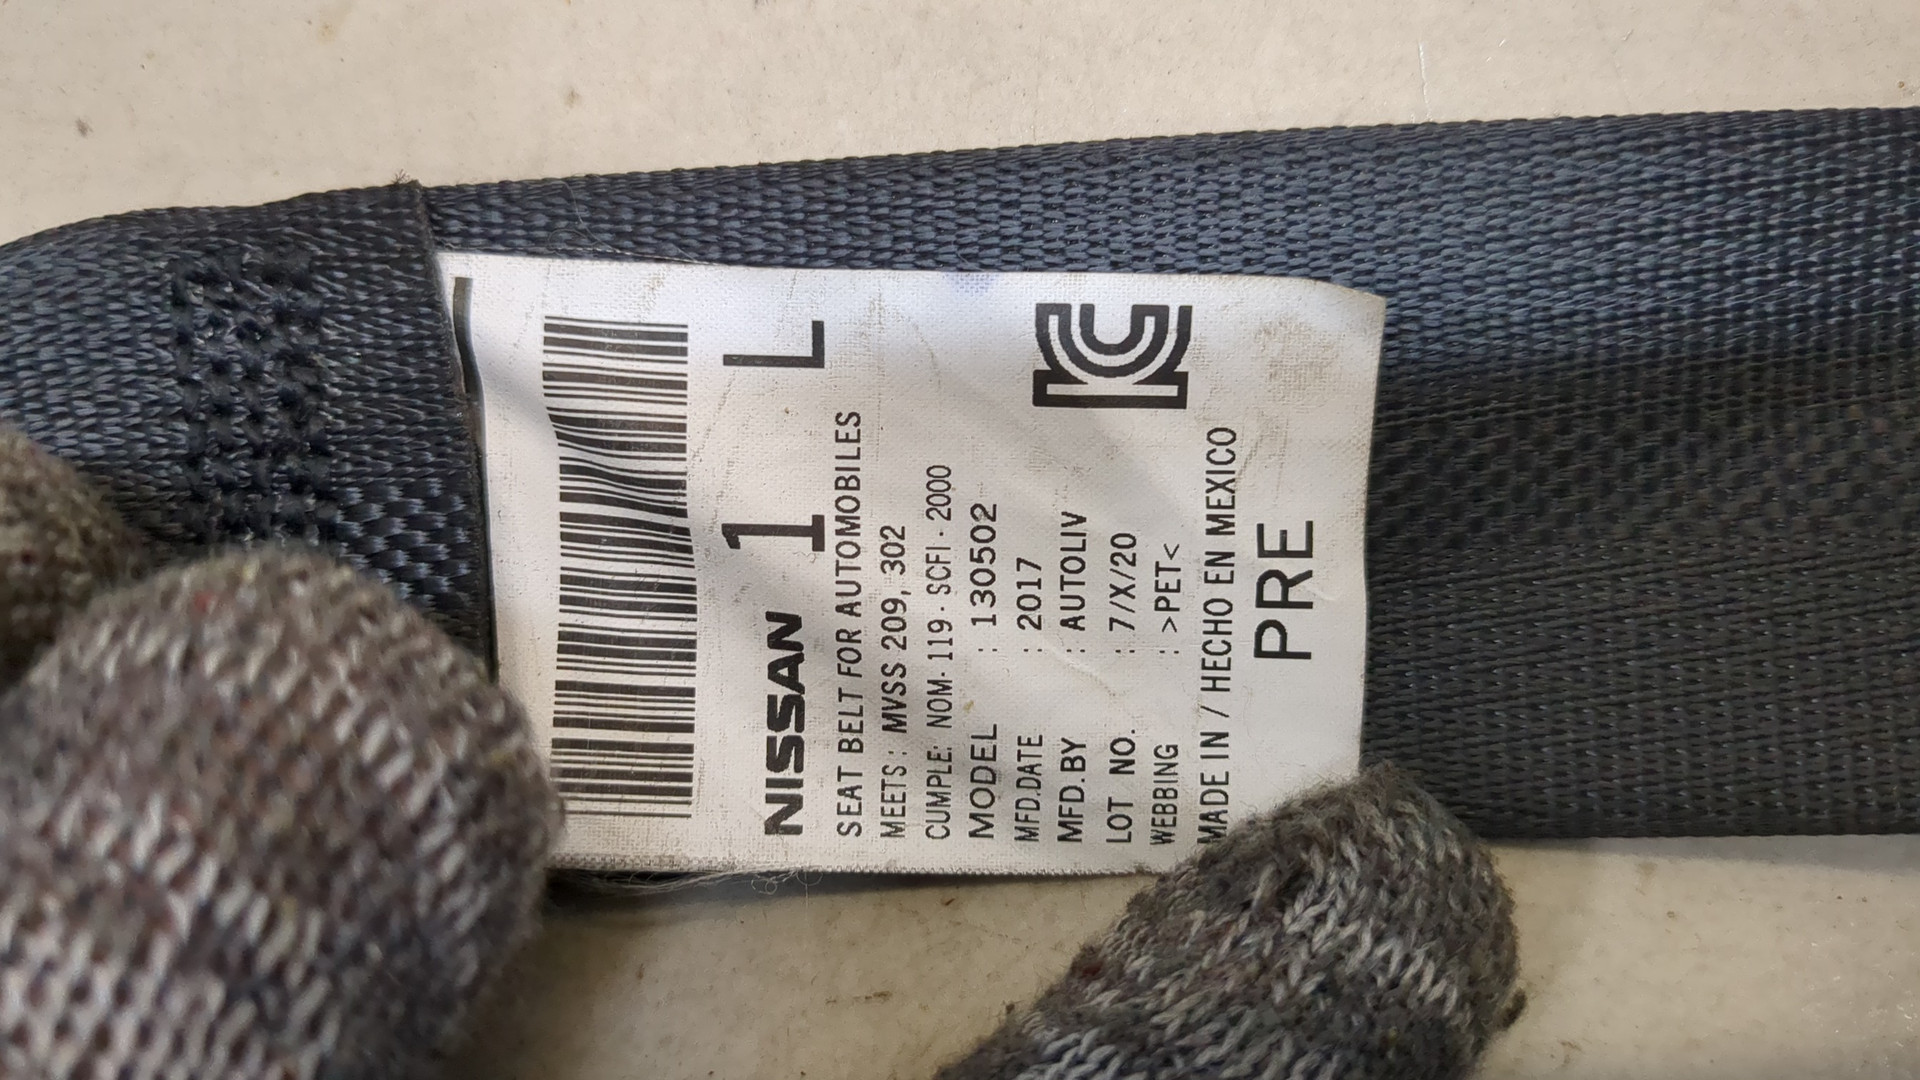 NISSAN 1 L
SEAT BELT FOR AUTOMOBILES
MEETS : MVSS 209, 302
CUMPLE: NOM-119-SCFI-2000
MODEL : 130502
MFD.DATE : 2017
MFD.BY : AUTOLIV
LOT NO. : 7/X/20
WEBBING : >PET<
MADE IN / HECHO EN MEXICO
PRE
KC